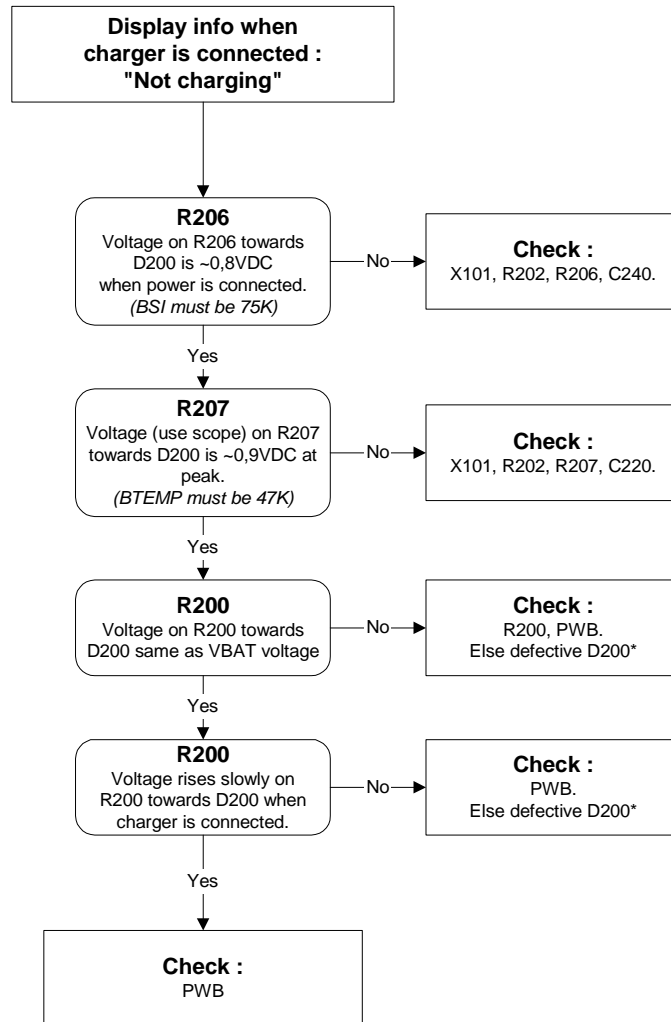 Display info when
charger is connected :
"Not charging"
R206
Voltage on R206 towards
D200 is ~0,8VDC
when power is connected.
(BSI must be 75K)
No
Check :
X101, R202, R206, C240.
Yes
R207
Voltage (use scope) on R207
towards D200 is ~0,9VDC at
peak.
(BTEMP must be 47K)
No
Check :
X101, R202, R207, C220.
Yes
R200
Voltage on R200 towards
D200 same as VBAT voltage
No
Check :
R200, PWB.
Else defective D200*
Yes
R200
Voltage rises slowly on
R200 towards D200 when
charger is connected.
No
Check :
PWB.
Else defective D200*
Yes
Check :
PWB